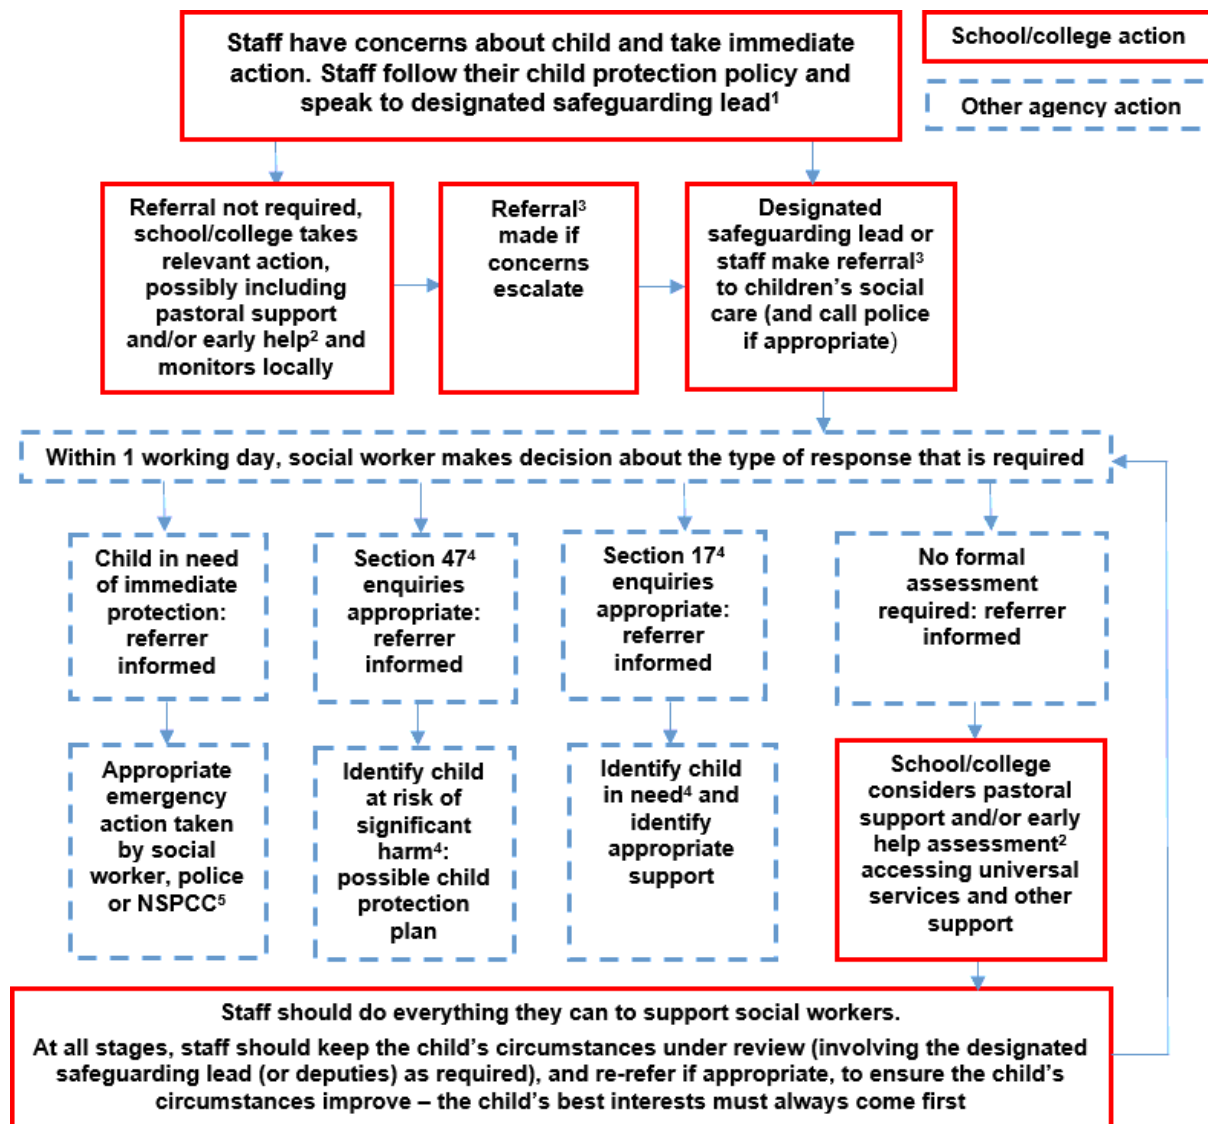 Staff have concerns about child and take immediate
action. Staff follow their child protection policy and
speak to designated safeguarding lead¹
School/college action
Other agency action
Referral not required,
school/college takes
relevant action,
possibly including
pastoral support
and/or early help² and
monitors locally
Referral³
made if
concerns
escalate
Designated
safeguarding lead or
staff make referral³
to children’s social
care (and call police
if appropriate)
Within 1 working day, social worker makes decision about the type of response that is required
Child in need
of immediate
protection:
referrer
informed
Section 47⁴
enquiries
appropriate:
referrer
informed
Section 17⁴
enquiries
appropriate:
referrer
informed
No formal
assessment
required: referrer
informed
Appropriate
emergency
action taken
by social
worker, police
or NSPCC⁵
Identify child
at risk of
significant
harm⁴:
possible child
protection
plan
Identify child
in need⁴ and
identify
appropriate
support
School/college
considers pastoral
support and/or early
help assessment²
accessing universal
services and other
support
Staff should do everything they can to support social workers.
At all stages, staff should keep the child’s circumstances under review (involving the designated
safeguarding lead (or deputies) as required), and re-refer if appropriate, to ensure the child’s
circumstances improve – the child’s best interests must always come first